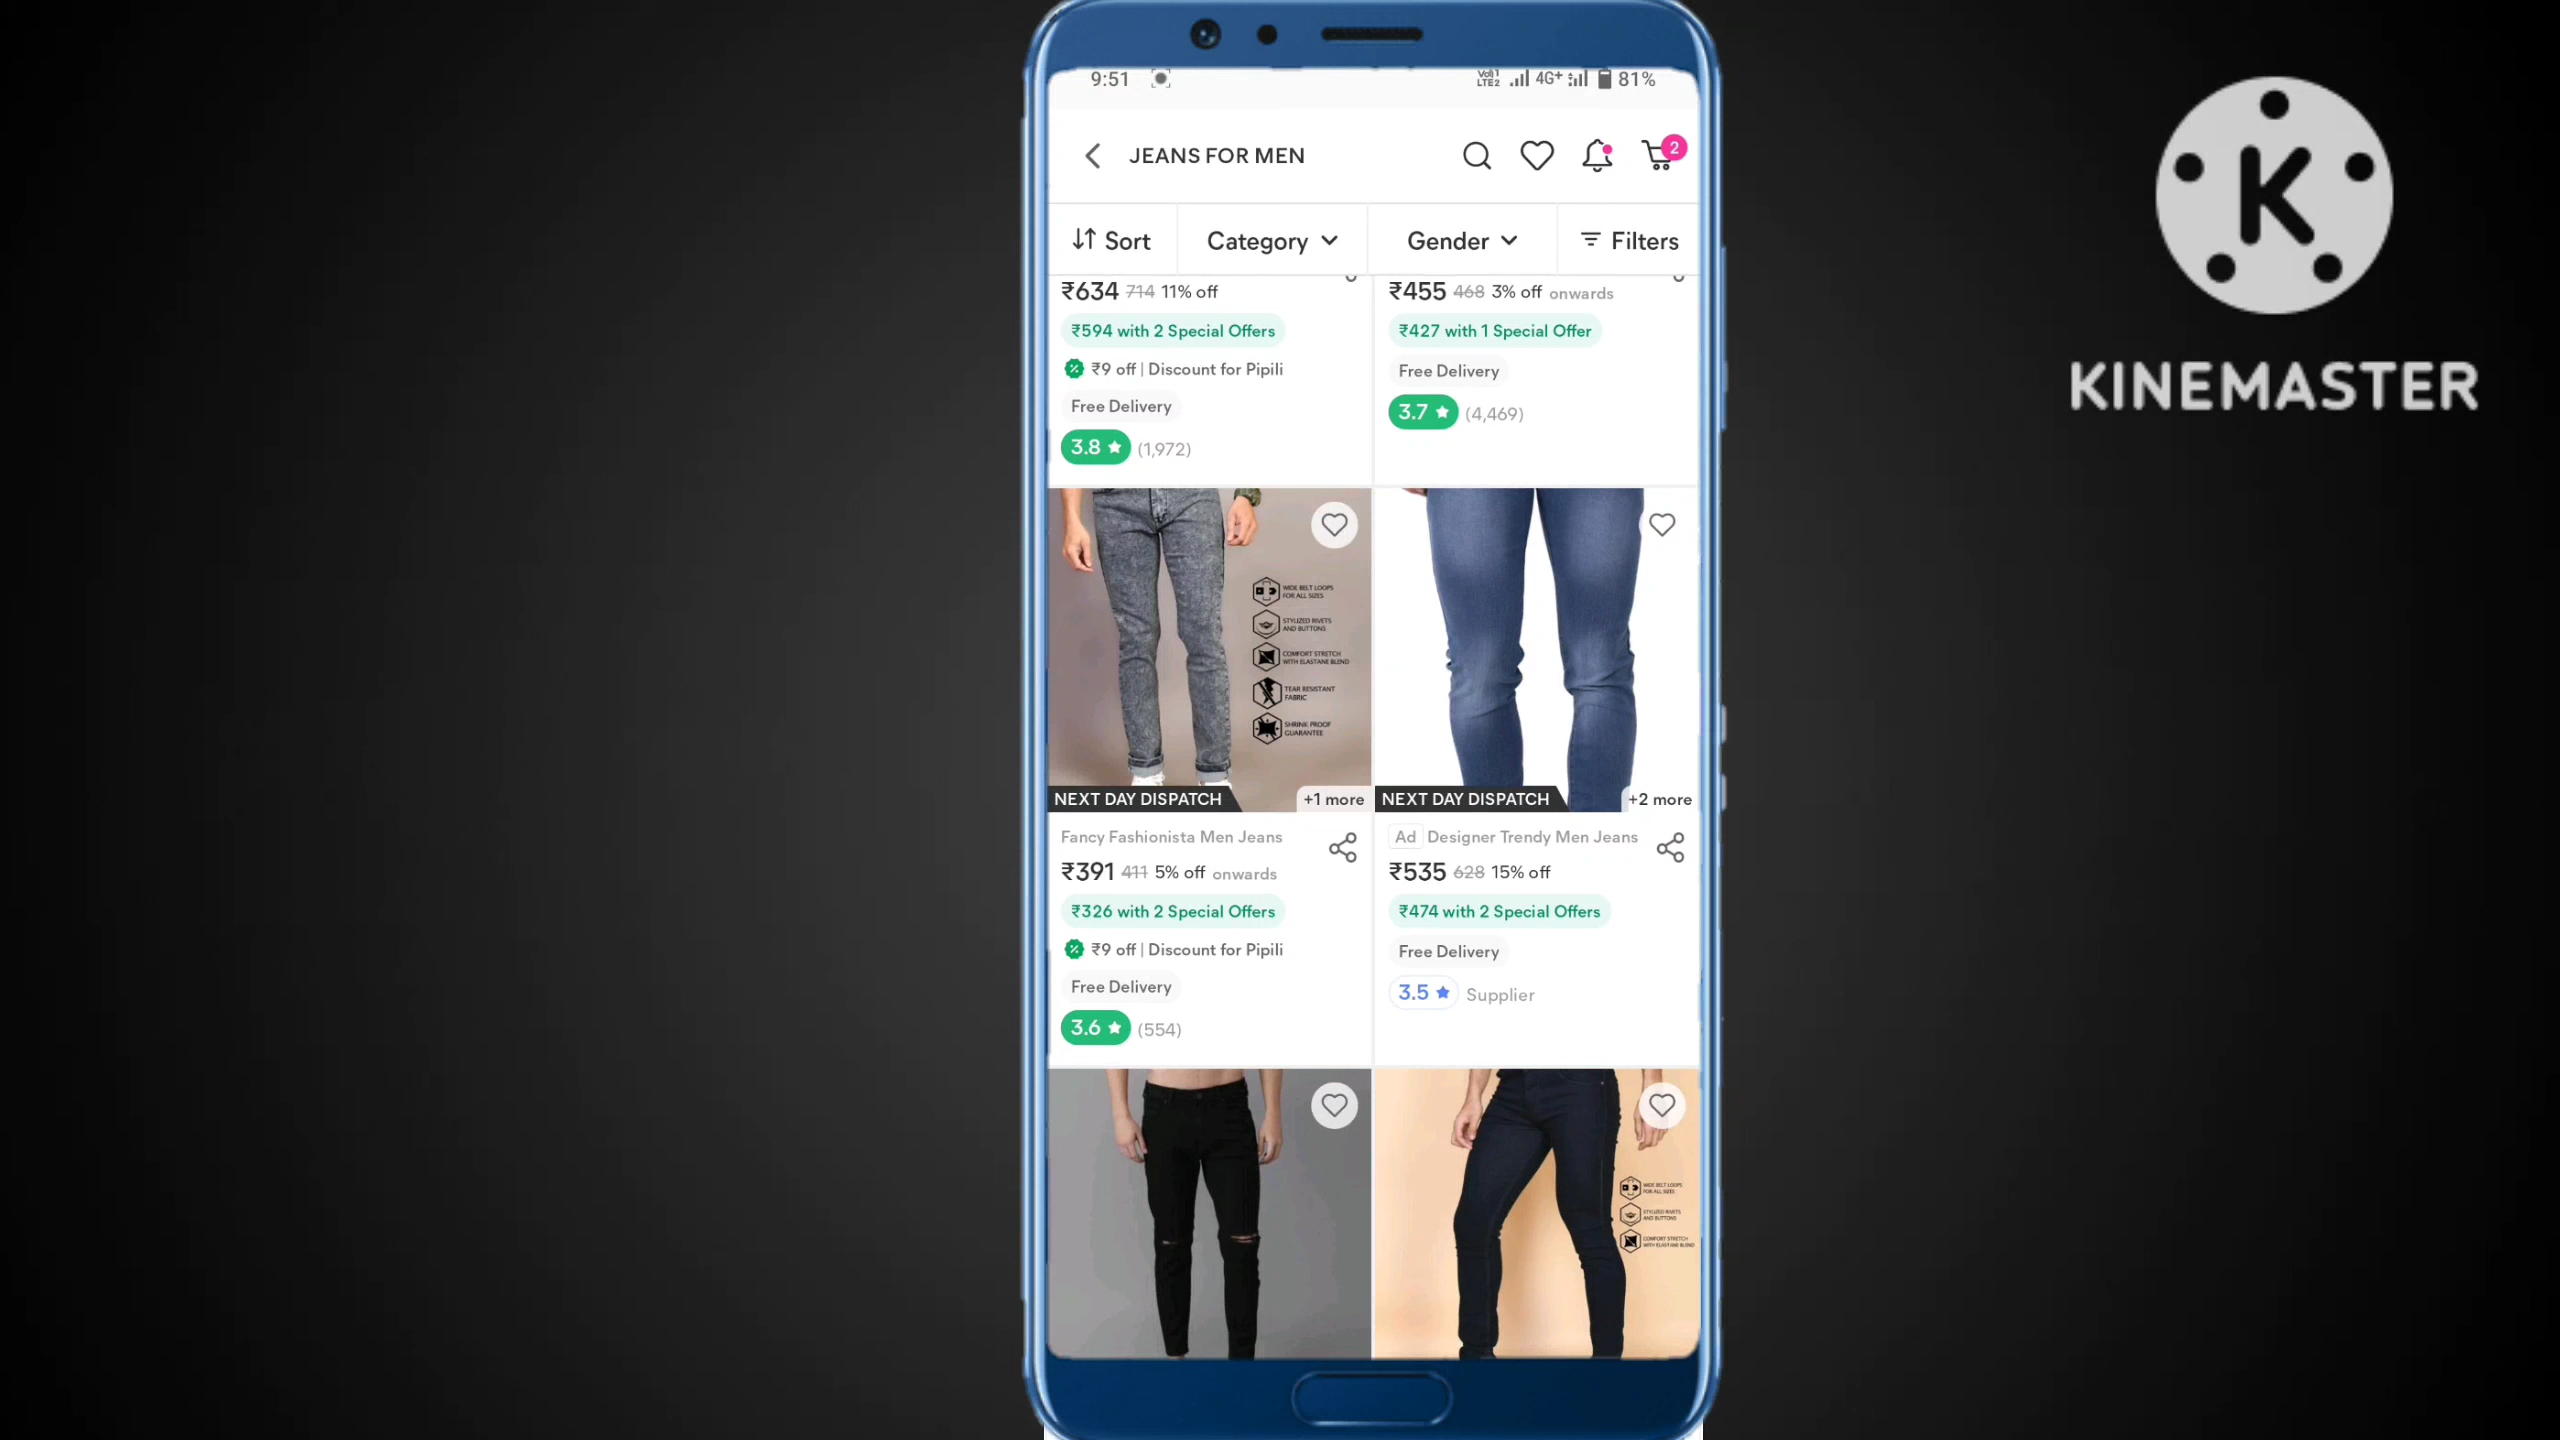 9:51
Vo) 1 LTE2 4G+ 81%
JEANS FOR MEN
2
Sort Category Gender Filters
₹634 714 11% off
₹594 with 2 Special Offers
₹9 off | Discount for Pipili
Free Delivery
3.8 ★ (1,972)
₹455 468 3% off onwards
₹427 with 1 Special Offer
Free Delivery
3.7 ★ (4,469)
WIDE BELT LOOPS
FOR ALL SIZES
STYLIZED RIVETS
AND BUTTONS
COMFORT STRETCH
WITH ELASTANE BLEND
TEAR RESISTANT
FABRIC
SHRINK PROOF
GUARANTEE
NEXT DAY DISPATCH +1 more
Fancy Fashionista Men Jeans
₹391 411 5% off onwards
₹326 with 2 Special Offers
₹9 off | Discount for Pipili
Free Delivery
3.6 ★ (554)
NEXT DAY DISPATCH +2 more
Ad Designer Trendy Men Jeans
₹535 628 15% off
₹474 with 2 Special Offers
Free Delivery
3.5 ★ Supplier
WIDE BELT LOOPS
FOR ALL SIZES
STYLIZED RIVETS
AND BUTTONS
COMFORT STRETCH
WITH ELASTANE BLEND
K
KINEMASTER